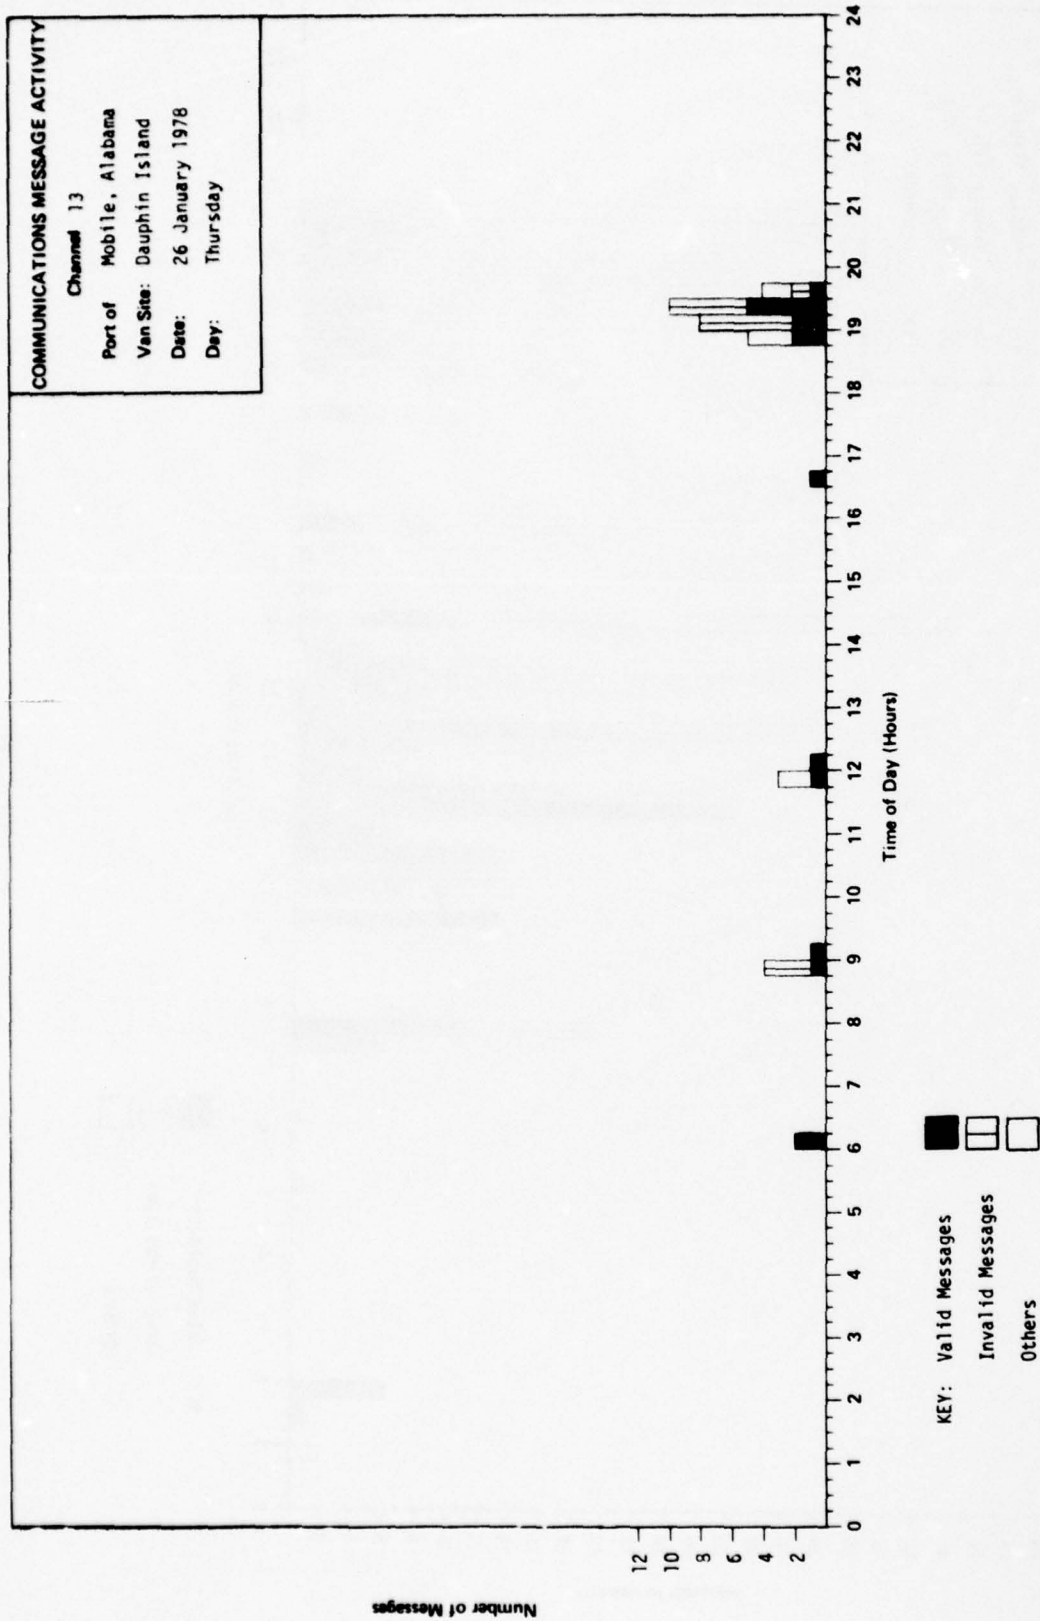 COMMUNICATIONS MESSAGE ACTIVITY
Channel 13
Port of Mobile, Alabama
Van Site: Dauphin Island
Date: 26 January 1978
Day: Thursday
Number of Messages
12
10
8
6
4
2
0 1 2 3 4 5 6 7 8 9 10 11 12 13 14 15 16 17 18 19 20 21 22 23 24
Time of Day (Hours)
KEY: Valid Messages
Invalid Messages
Others